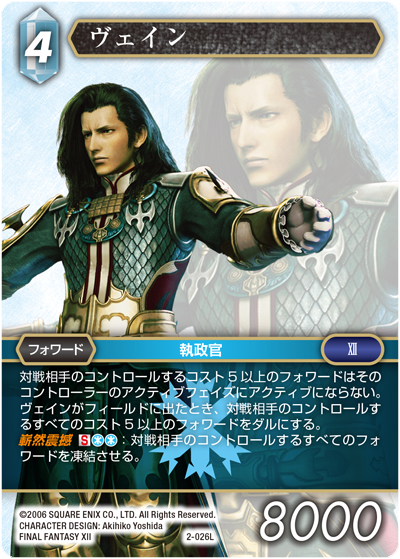 4
ヴェイン
フォワード
執政官
XII
対戦相手のコントロールするコスト5以上のフォワードはその
コントローラーのアクティブフェイズにアクティブにならない。
ヴェインがフィールドに出たとき、対戦相手のコントロールす
るすべてのコスト5以上のフォワードをダルにする。
嶄然震撼 S：対戦相手のコントロールするすべてのフォ
ワードを凍結させる。
©2006 SQUARE ENIX CO., LTD. All Rights Reserved.
CHARACTER DESIGN: Akihiko Yoshida
FINAL FANTASY XII
2-026L
8000